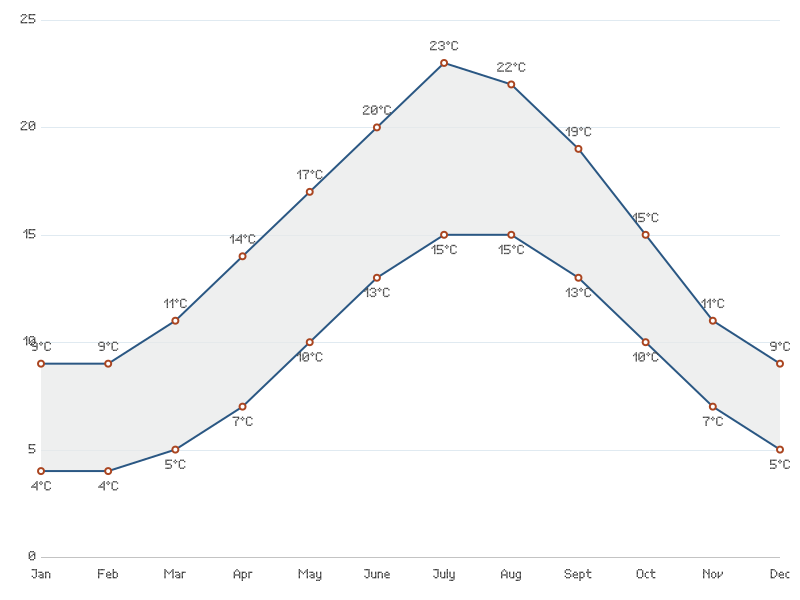 25
23°C
22°C
20°C
20
19°C
17°C
15°C
15
14°C
15°C
15°C
13°C
13°C
11°C
11°C
10
9°C
9°C
9°C
10°C
10°C
7°C
7°C
5
5°C
5°C
4°C
4°C
0
Jan Feb Mar Apr May June July Aug Sept Oct Nov Dec